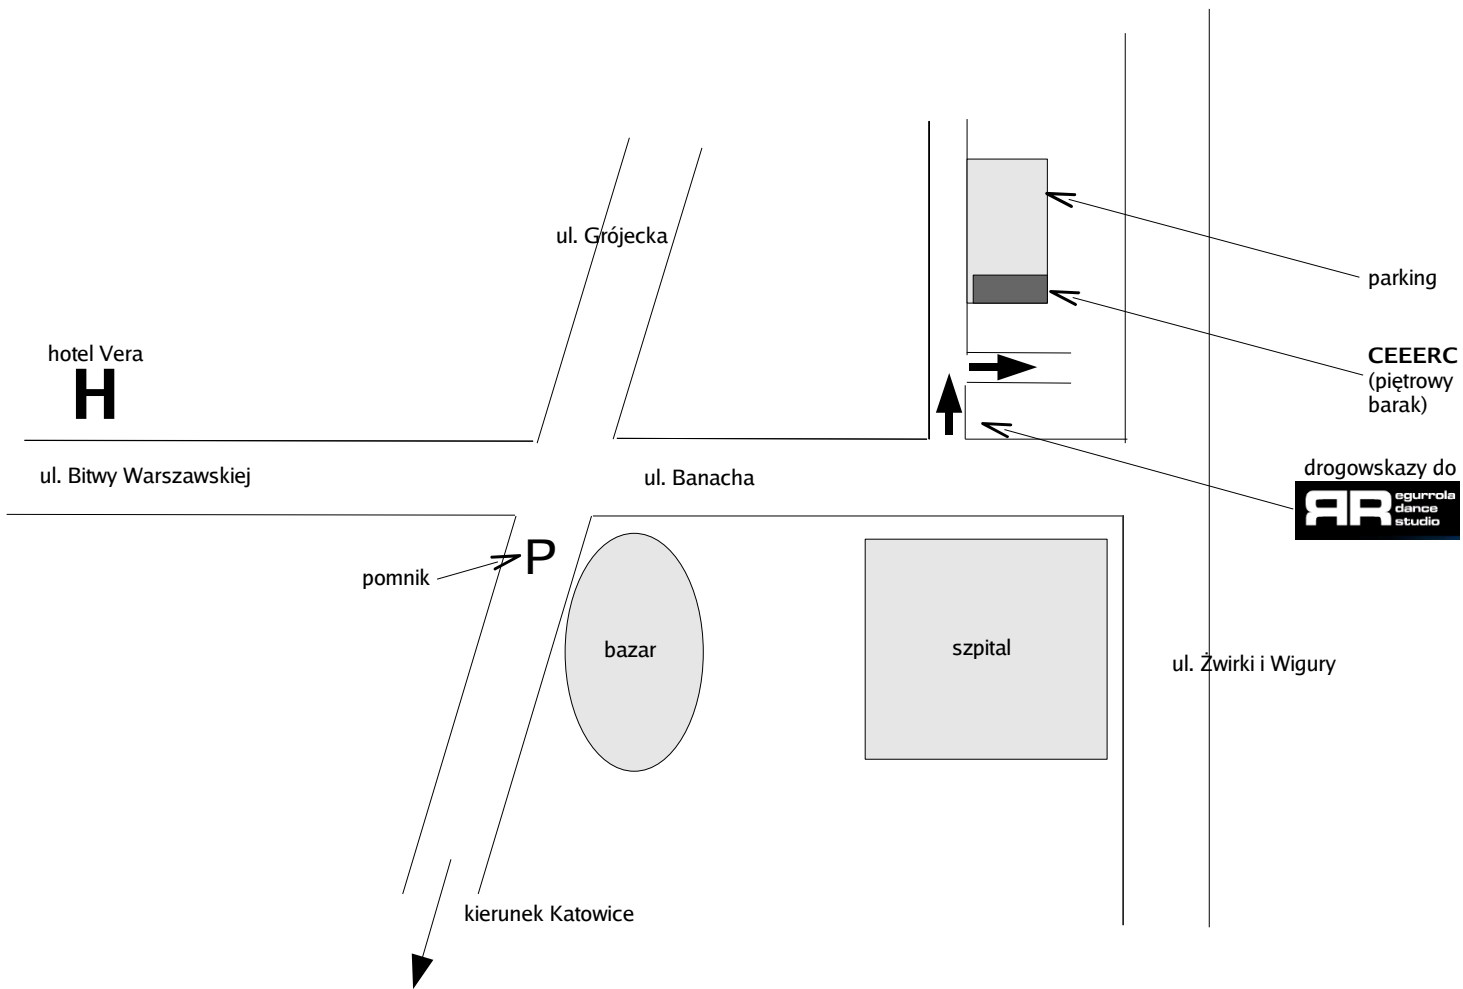 ul. Grójecka
parking
hotel Vera
H
CEEERC
(piętrowy
barak)
ul. Bitwy Warszawskiej
ul. Banacha
drogowskazy do
RR egurrola
dance
studio
pomnik
P
bazar
szpital
ul. Żwirki i Wigury
kierunek Katowice